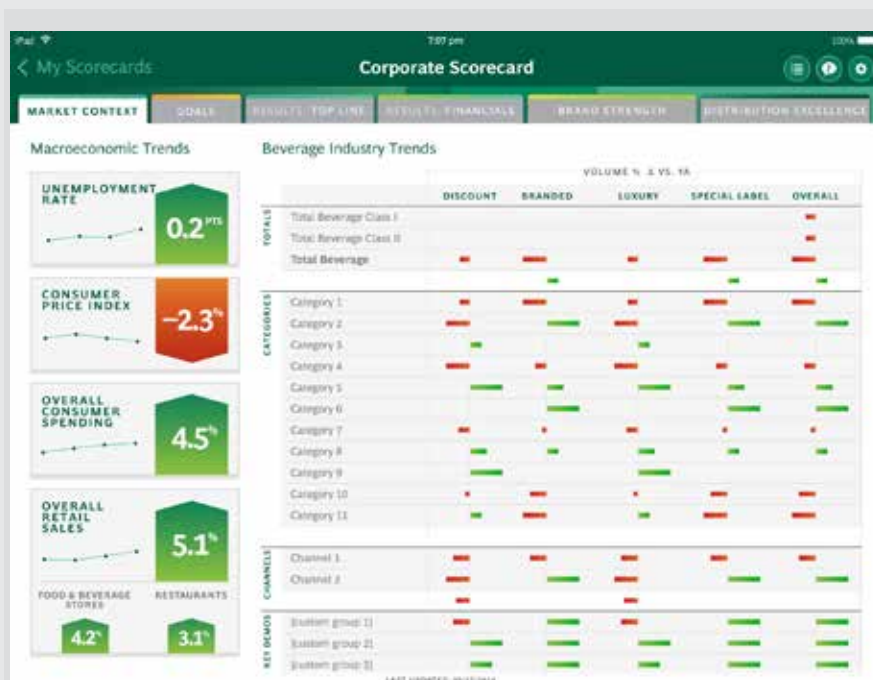 iPad
7:07 pm
100%
My Scorecards
Corporate Scorecard
MARKET CONTEXT
GOALS
RESULTS: TOP LINE
RESULTS: FINANCIALS
BRAND STRENGTH
DISTRIBUTION EXCELLENCE
Macroeconomic Trends
UNEMPLOYMENT
RATE
0.2 PTS
CONSUMER
PRICE INDEX
–2.3%
OVERALL
CONSUMER
SPENDING
4.5%
OVERALL
RETAIL
SALES
5.1%
FOOD & BEVERAGE
STORES
4.2%
RESTAURANTS
3.1%
Beverage Industry Trends
VOLUME % Δ VS. YA
DISCOUNT BRANDED LUXURY SPECIAL LABEL OVERALL
TOTALS
Total Beverage Class I
Total Beverage Class II
Total Beverage
CATEGORIES
Category 1
Category 2
Category 3
Category 4
Category 5
Category 6
Category 7
Category 8
Category 9
Category 10
Category 11
CHANNELS
Channel 1
Channel 2
KEY DEMOS
[custom group 1]
[custom group 2]
[custom group 3]
LAST UPDATED: